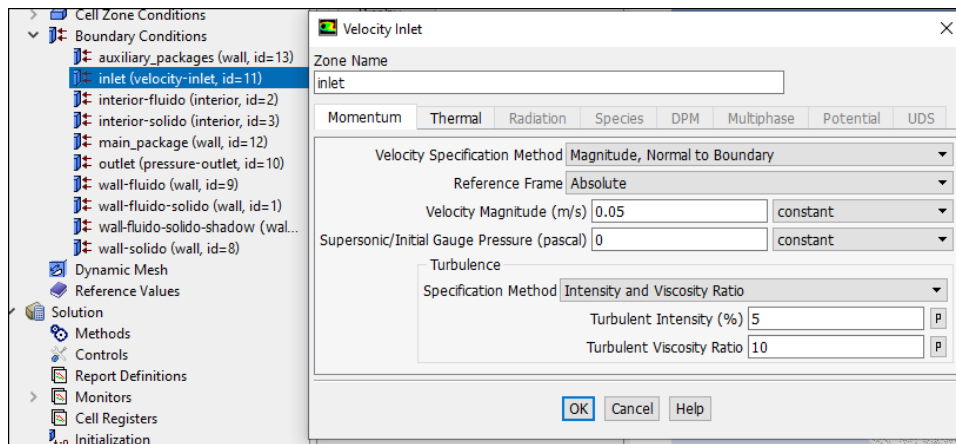 Cell Zone Conditions
Boundary Conditions
auxiliary_packages (wall, id=13)
inlet (velocity-inlet, id=11)
interior-fluido (interior, id=2)
interior-solido (interior, id=3)
main_package (wall, id=12)
outlet (pressure-outlet, id=10)
wall-fluido (wall, id=9)
wall-fluido-solido (wall, id=1)
wall-fluido-solido-shadow (wal...
wall-solido (wall, id=8)
Dynamic Mesh
Reference Values
Solution
Methods
Controls
Report Definitions
Monitors
Cell Registers
Initialization
Velocity Inlet
Zone Name
inlet
Momentum Thermal Radiation Species DPM Multiphase Potential UDS
Velocity Specification Method Magnitude, Normal to Boundary
Reference Frame Absolute
Velocity Magnitude (m/s) 0.05 constant
Supersonic/Initial Gauge Pressure (pascal) 0 constant
Turbulence
Specification Method Intensity and Viscosity Ratio
Turbulent Intensity (%) 5 P
Turbulent Viscosity Ratio 10 P
OK Cancel Help